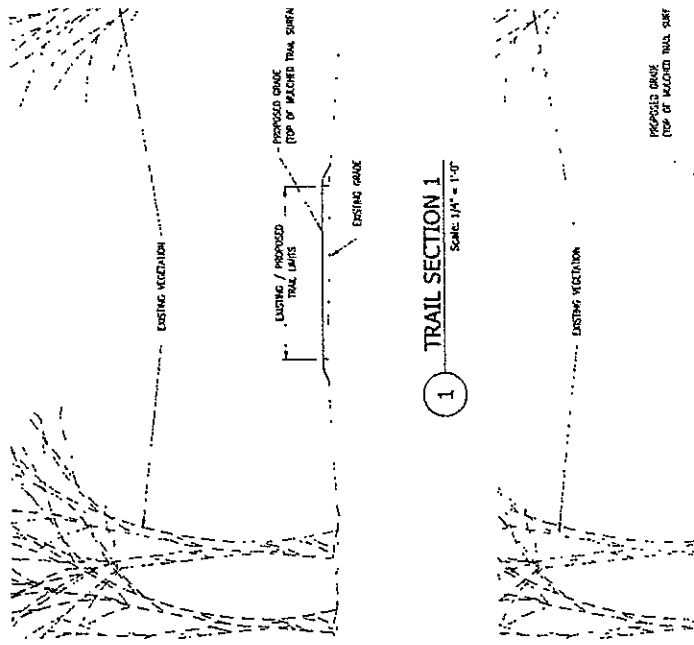 EXISTING VEGETATION
EXISTING / PROPOSED
TRAIL LIMITS
PROPOSED GRADE
(TOP OF MULCHED TRAIL SURFA
EXISTING GRADE
1
TRAIL SECTION 1
Scale: 1/4" = 1'-0"
EXISTING VEGETATION
PROPOSED GRADE
(TOP OF MULCHED TRAIL SURF